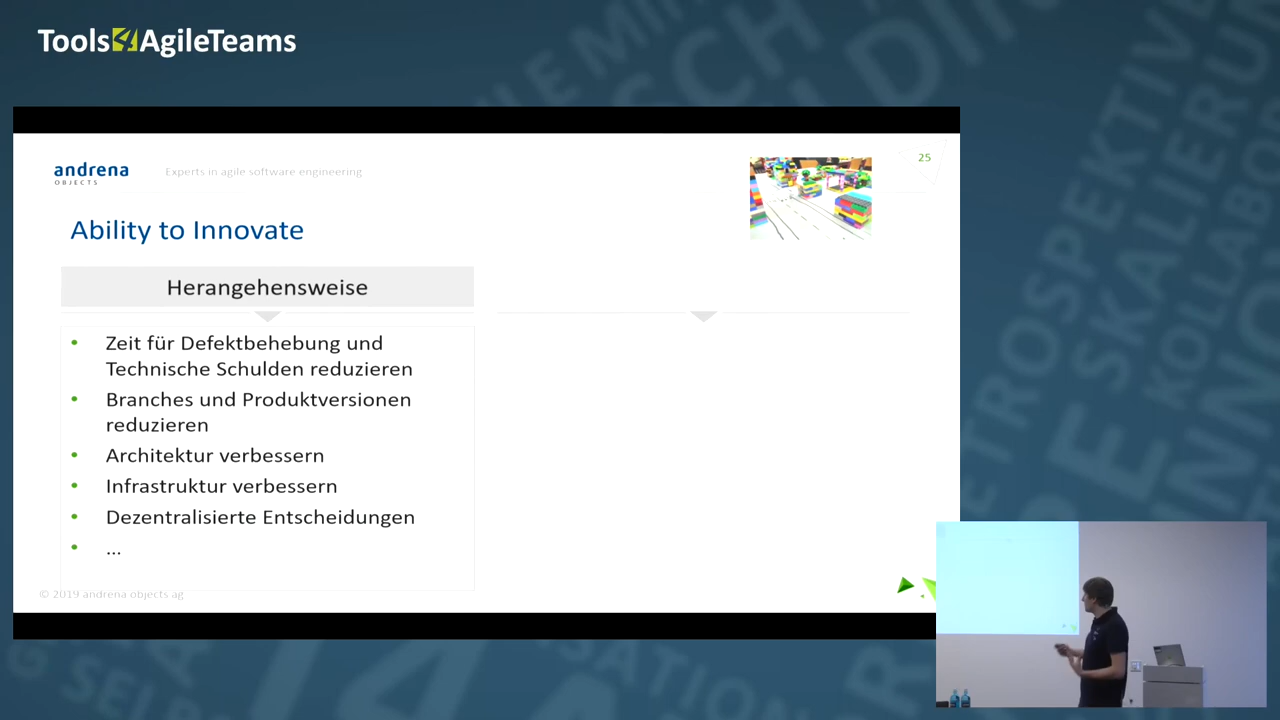 Tools4AgileTeams
andrena
OBJECTS
Experts in agile software engineering
25
Ability to Innovate
Herangehensweise
• Zeit für Defektbehebung und
Technische Schulden reduzieren
• Branches und Produktversionen
reduzieren
• Architektur verbessern
• Infrastruktur verbessern
• Dezentralisierte Entscheidungen
• ...
© 2019 andrena objects ag